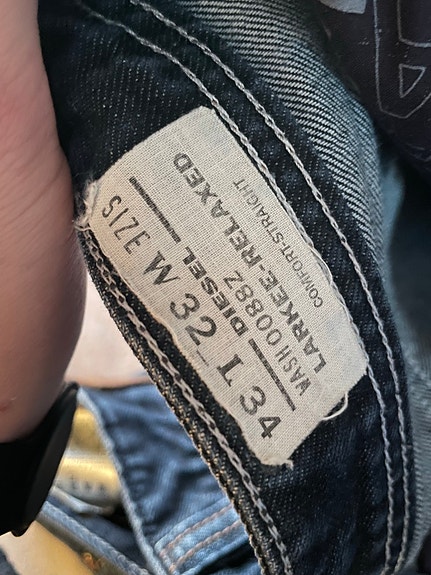 DIESEL
WASH 0088Z
LARKEE-RELAXED
COMFORT-STRAIGHT
SIZE W 32 L 34